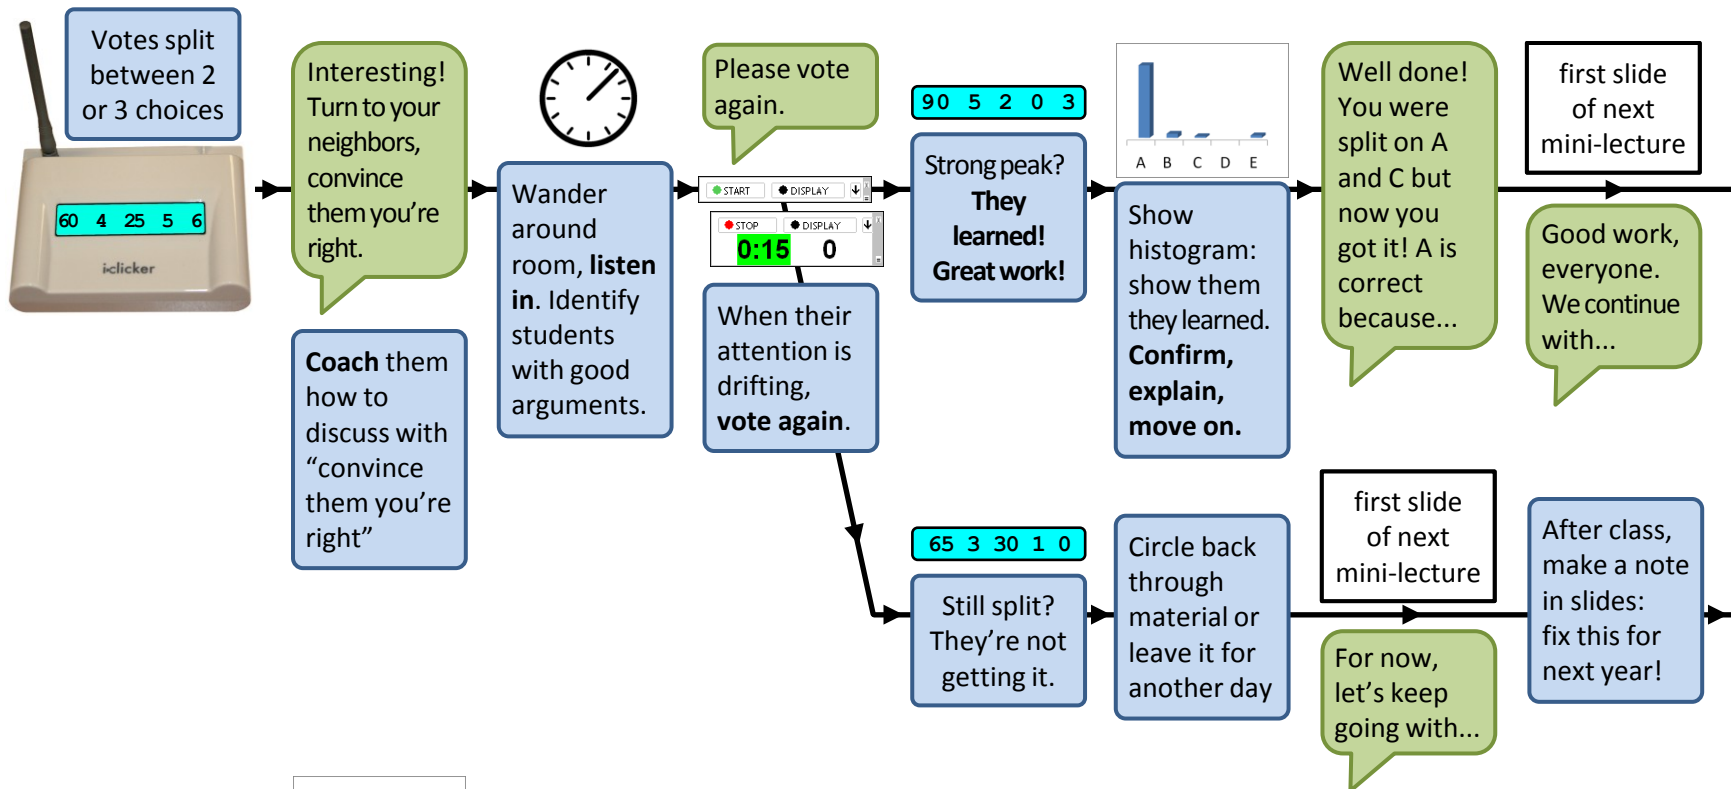 Votes split
between 2
or 3 choices
60 4 25 5 6
i>clicker
Interesting!
Turn to your
neighbors,
convince
them you're
right.
Coach them
how to
discuss with
“convince
them you're
right”
Wander
around
room, listen
in. Identify
students
with good
arguments.
Please vote
again.
START DISPLAY
STOP DISPLAY
0:15 0
When their
attention is
drifting,
vote again.
90 5 2 0 3
Strong peak?
They
learned!
Great work!
A B C D E
Show
histogram:
show them
they learned.
Confirm,
explain,
move on.
Well done!
You were
split on A
and C but
now you
got it! A is
correct
because...
first slide
of next
mini-lecture
Good work,
everyone.
We continue
with...
65 3 30 1 0
Still split?
They’re not
getting it.
Circle back
through
material or
leave it for
another day
first slide
of next
mini-lecture
For now,
let’s keep
going with...
After class,
make a note
in slides:
fix this for
next year!